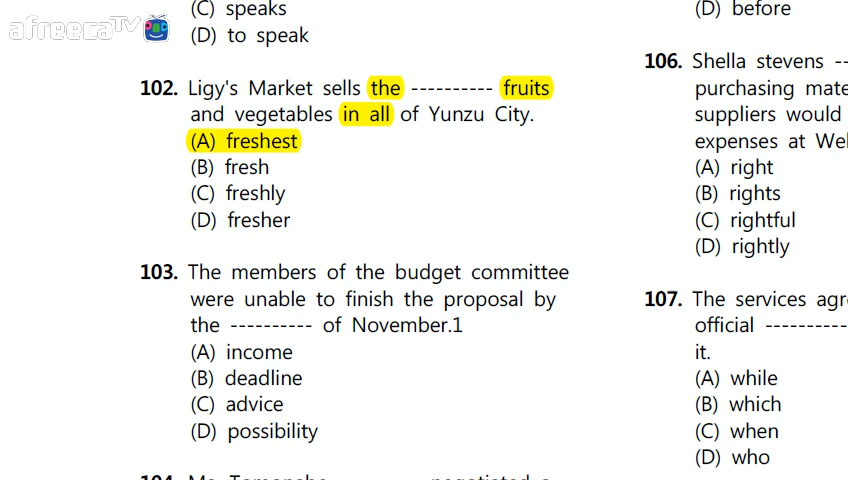 afreecaTV
(C) speaks
(D) to speak
102. Ligy's Market sells the ---------- fruits
and vegetables in all of Yunzu City.
(A) freshest
(B) fresh
(C) freshly
(D) fresher
103. The members of the budget committee
were unable to finish the proposal by
the ---------- of November.1
(A) income
(B) deadline
(C) advice
(D) possibility
(D) before
106. Shella stevens --
purchasing mate
suppliers would
expenses at Wel
(A) right
(B) rights
(C) rightful
(D) rightly
107. The services agre
official ----------
it.
(A) while
(B) which
(C) when
(D) who